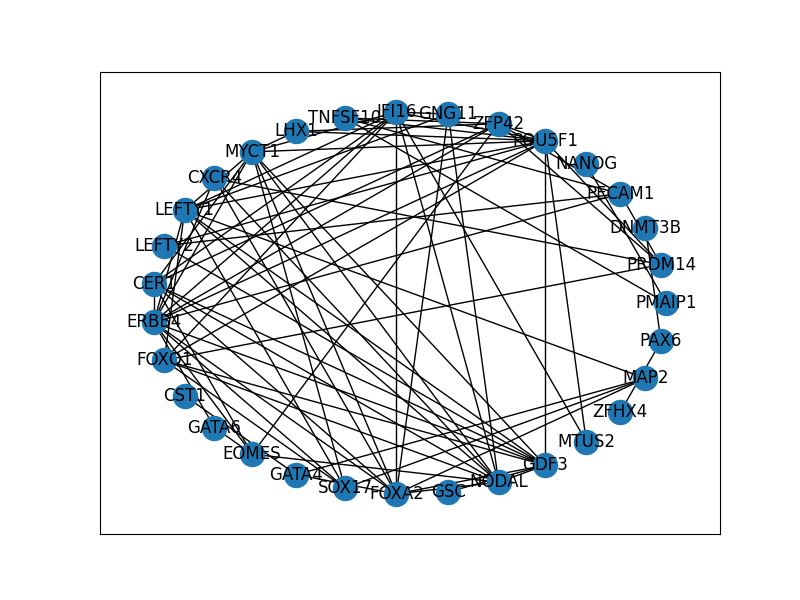 IFI16
GNG11
TNFSF10
ZFP42
LHX1
POU5F1
MYCT1
NANOG
CXCR4
PECAM1
LEFTY1
DNMT3B
LEFTY2
PRDM14
CER1
PMAIP1
ERBB4
PAX6
FOXO1
MAP2
CST1
ZFHX4
GATA6
MTUS2
EOMES
GDF3
GATA4
NODAL
SOX17
FOXA2
GSC